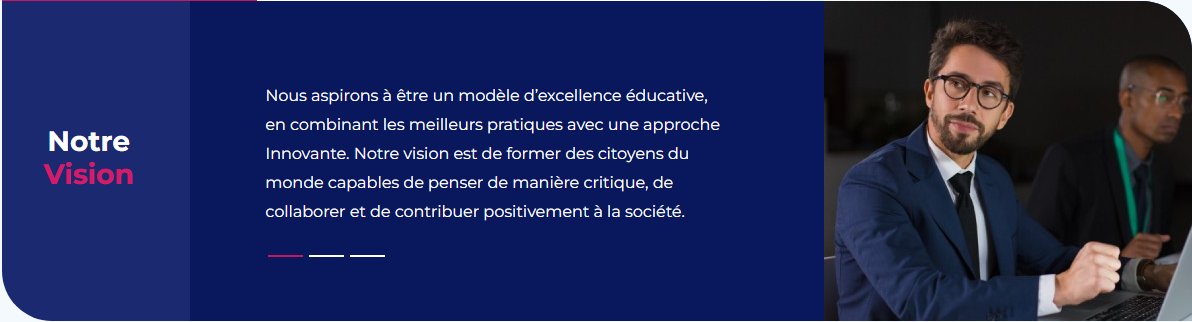 Notre
Vision
Nous aspirons à être un modèle d’excellence éducative,
en combinant les meilleurs pratiques avec une approche
Innovante. Notre vision est de former des citoyens du
monde capables de penser de manière critique, de
collaborer et de contribuer positivement à la société.